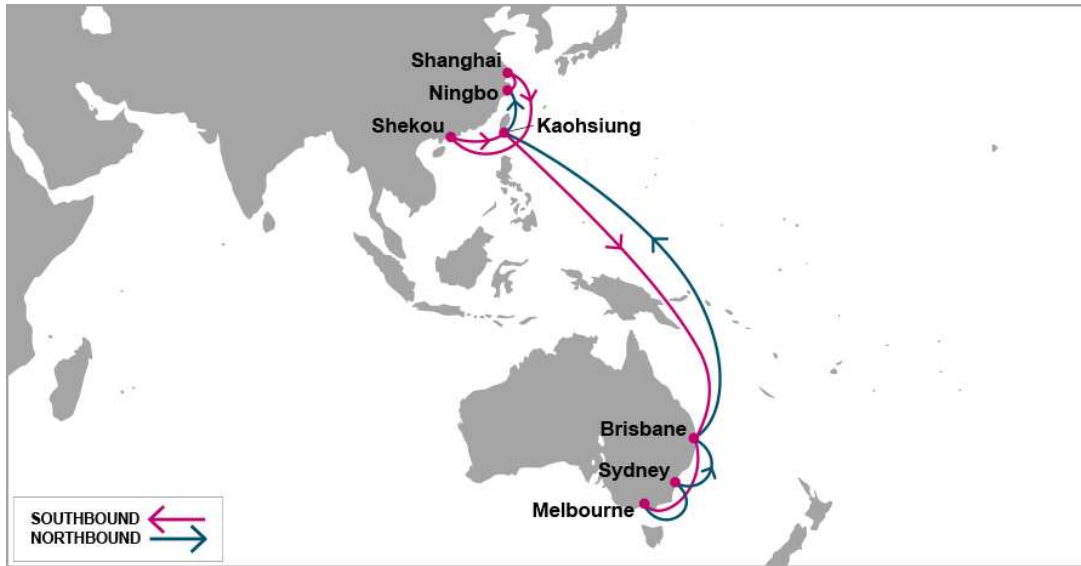 Shanghai
Ningbo
Shekou
Kaohsiung
Brisbane
Sydney
Melbourne
SOUTHBOUND
NORTHBOUND